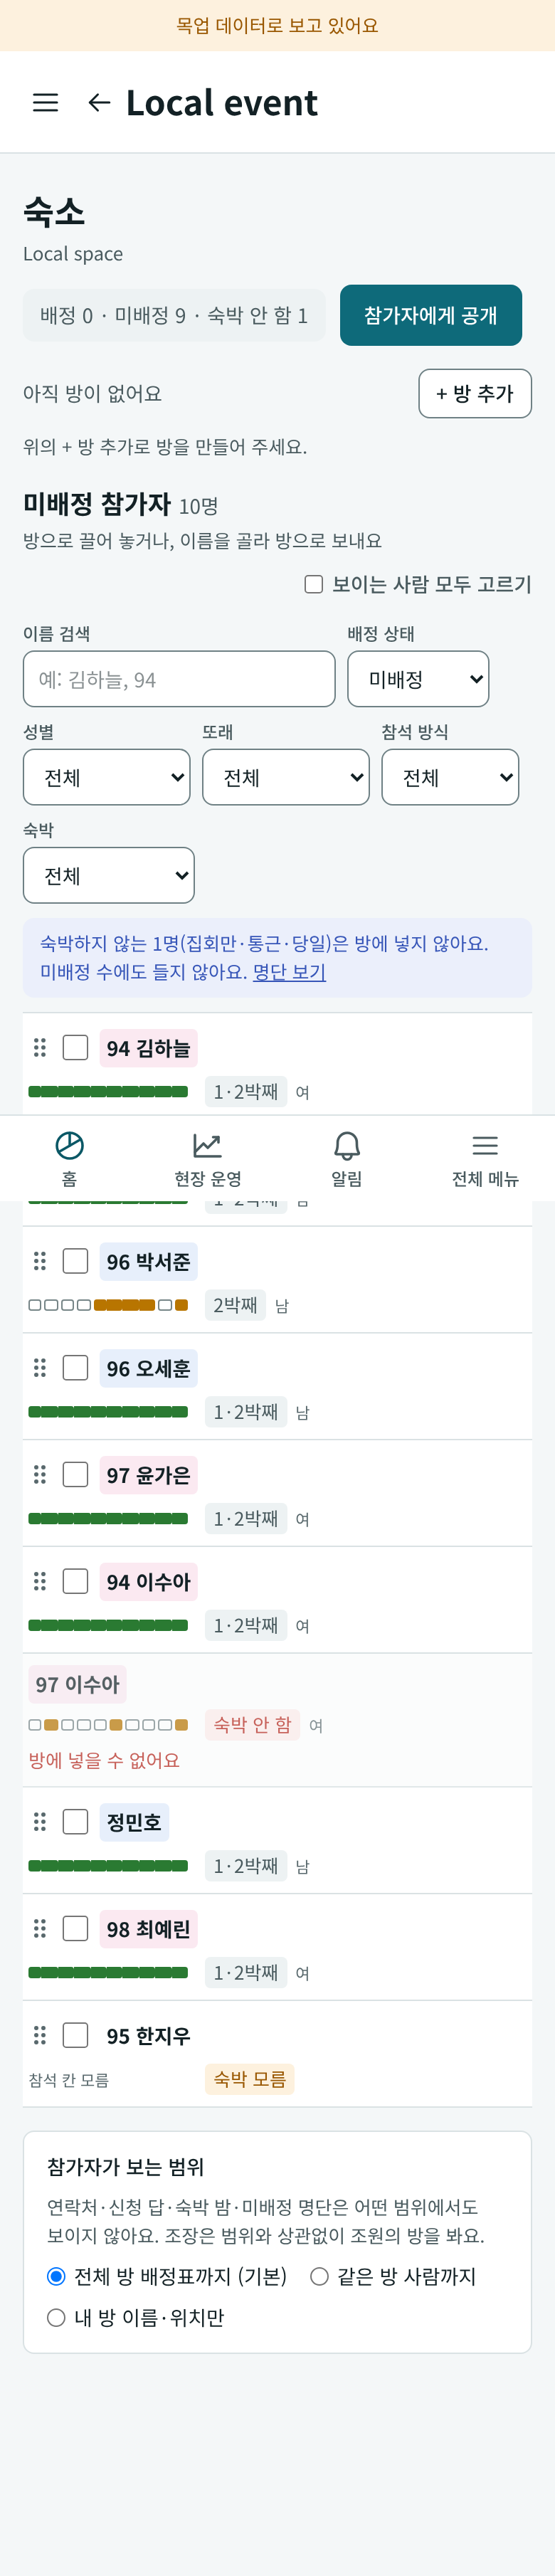 목업 데이터로 보고 있어요
Local event
숙소
Local space
배정 0 · 미배정 9 · 숙박 안 함 1
참가자에게 공개
아직 방이 없어요
+ 방 추가
위의 + 방 추가로 방을 만들어 주세요.
미배정 참가자 10명
방으로 끌어 놓거나, 이름을 골라 방으로 보내요
보이는 사람 모두 고르기
이름 검색
배정 상태
예: 김하늘, 94
미배정
성별
또래
참석 방식
전체
전체
전체
숙박
전체
숙박하지 않는 1명(집회만·통근·당일)은 방에 넣지 않아요.
미배정 수에도 들지 않아요. 명단 보기
94 김하늘
1·2박째 여
홈
현장 운영
알림
전체 메뉴
96 박서준
2박째 남
96 오세훈
1·2박째 남
97 윤가은
1·2박째 여
94 이수아
1·2박째 여
97 이수아
숙박 안 함 여
방에 넣을 수 없어요
정민호
1·2박째 남
98 최예린
1·2박째 여
95 한지우
참석 칸 모름
숙박 모름
참가자가 보는 범위
연락처·신청 답·숙박 밤·미배정 명단은 어떤 범위에서도
보이지 않아요. 조장은 범위와 상관없이 조원의 방을 봐요.
전체 방 배정표까지 (기본)
같은 방 사람까지
내 방 이름·위치만